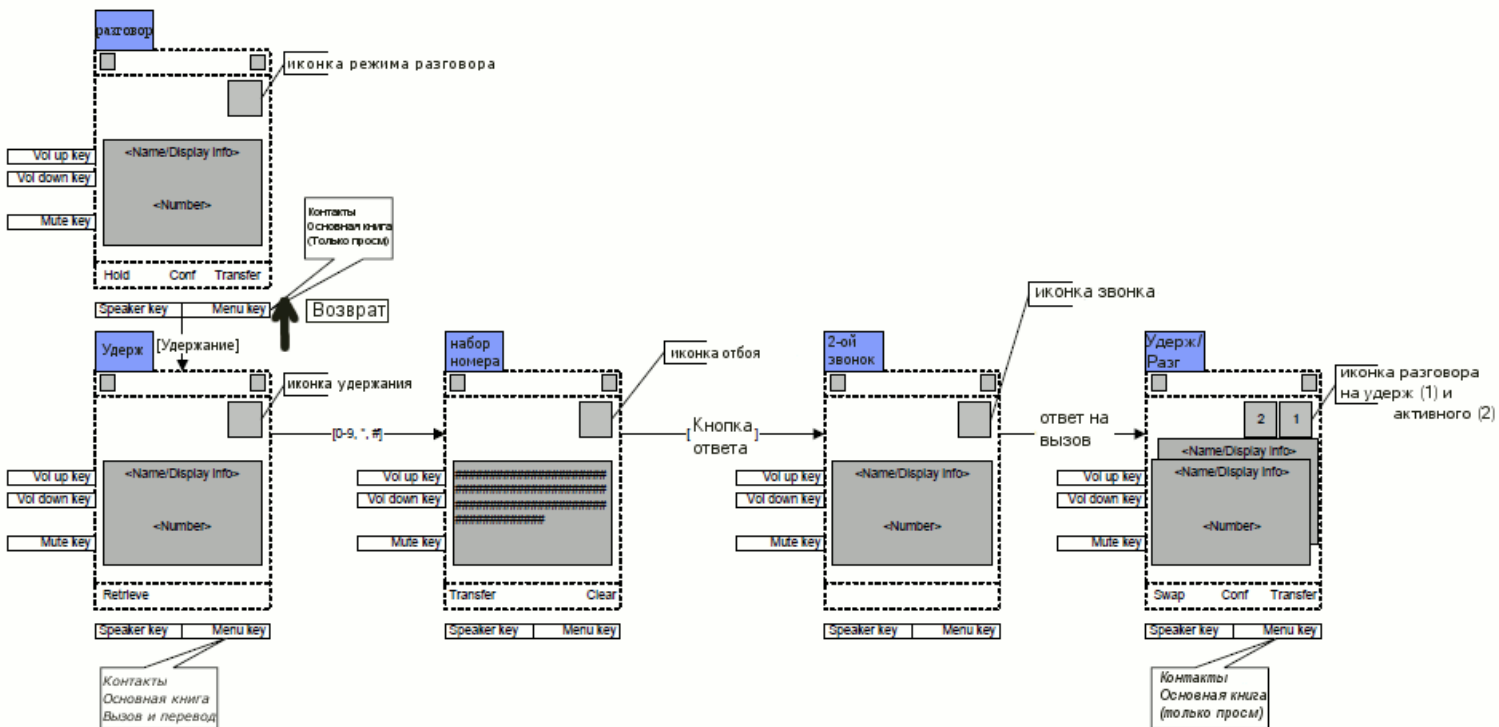 разговор
иконка режима разговора
Vol up key
Vol down key
Mute key
<Name/Display Info>
<Number>
Контакты
Основная книга
(Только просм)
Hold Conf Transfer
Speaker key Menu key
Возврат
Удерж
[Удержание]
иконка удержания
Vol up key
Vol down key
Mute key
<Name/Display Info>
<Number>
Retrieve
Speaker key Menu key
Контакты
Основная книга
Вызов и перевод
[0-9, *, #]
набор
номера
иконка отбоя
Vol up key
Vol down key
Mute key
######################
######################
######################
#############
Transfer Clear
Speaker key Menu key
[ Кнопка ]
ответа
2-ой
звонок
иконка звонка
Vol up key
Vol down key
Mute key
<Name/Display Info>
<Number>
Speaker key Menu key
ответ на
вызов
Удерж/
Разг
иконка разговора
на удерж (1) и
активного (2)
2 1
Vol up key
Vol down key
Mute key
<Name/Display Info>
<Name/Display Info>
<Number>
Swap Conf Transfer
Speaker key Menu key
Контакты
Основная книга
(только просм)